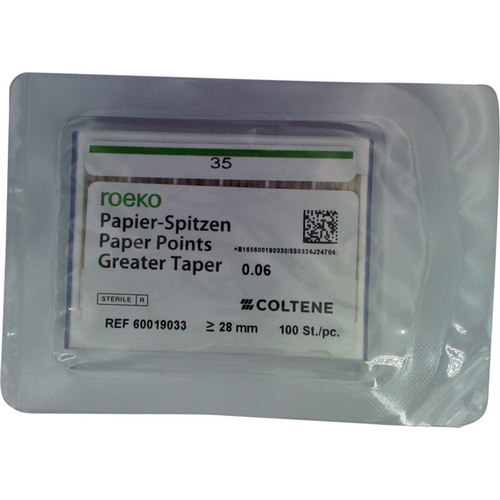 35
roeko
Papier-Spitzen
Paper Points
Greater Taper 0.06
STERILE R
COLTENE
REF 60019033 ≥ 28 mm 100 St./pc.